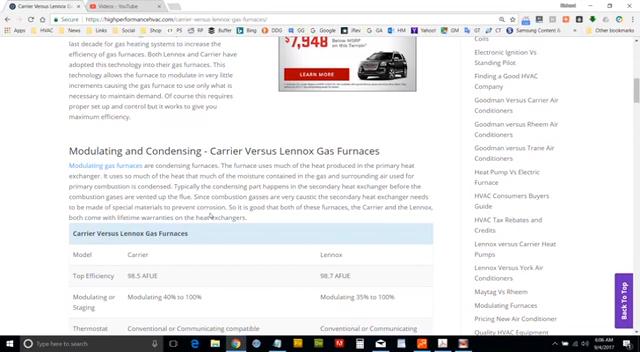 Carrier Versus Lennox Gas
Videos - YouTube
Richard
Secure https://highperformancehvac.com/carrier-versus-lennox-gas-furnaces/
Apps Bookmarks
Buffer
Samsung Content &
Other bookmarks
last decade for gas heating systems to increase the
efficiency of gas furnaces. Both Lennox and Carrier have
adopted this technology into their gas furnaces. This
technology allows the furnace to modulate in very little
increments causing the gas furnace to use only what is
necessary to maintain demand. Of course this requires
proper set up and control but it works to give you
maximum efficiency.
$7,948
Below MSRP
on this Terrain
LEARN MORE
Modulating and Condensing - Carrier Versus Lennox Gas Furnaces
Modulating gas furnaces are condensing furnaces. The furnace uses much of the heat produced in the primary heat
exchanger. It uses so much of the heat that much of the moisture contained in the gas and surrounding air used for
primary combustion is condensed. Typically the condensing part happens in the secondary heat exchanger before the
combustion gases are vented up the flue. Since combustion gasses are very caustic the secondary heat exchanger needs
to be made of special materials to prevent corrosion. So it is good that both of these furnaces, the Carrier and the Lennox,
both come with lifetime warranties on the heat exchangers.
Carrier Versus Lennox Gas Furnaces
Model Carrier Lennox
Top Efficiency 98.5 AFUE 98.7 AFUE
Modulating or
Staging
Modulating 40% to 100% Modulating 35% to 100%
Thermostat Conventional or Communicating compatible Conventional or Communicating
Coils
Electronic Ignition Vs
Standing Pilot
Finding a Good HVAC
Company
Goodman versus Carrier Air
Conditioners
Goodman versus Rheem Air
Conditioners
Goodman versus Trane Air
Conditioners
Heat Pump Vs Electric
Furnace
HVAC Consumers Buyers
Guide
HVAC Tax Rebates and
Credits
Lennox versus Carrier Heat
Pumps
Lennox Versus York Air
Conditioners
Maytag Vs Rheem
Modulating Furnaces
Pricing New Air Conditioner
Quality HVAC Equipment
Back To Top
Type here to search
6:06 AM
9/4/2017